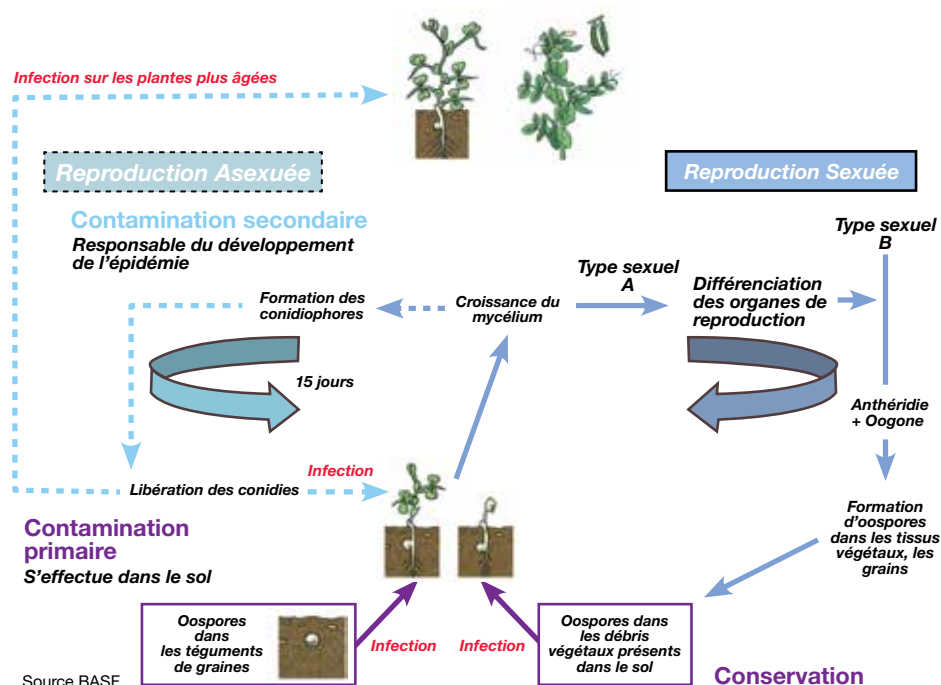 Infection sur les plantes plus âgées
Reproduction Asexuée
Reproduction Sexuée
Contamination secondaire
Responsable du développement
de l'épidémie
Type sexuel
B
Type sexuel
A
Différenciation
des organes de
reproduction
Formation des
conidiophores
Croissance du
mycélium
15 jours
Anthéridie
+ Oogone
Infection
Libération des conidies
Formation
d'oospores
dans les tissus
végétaux, les
grains
Contamination
primaire
S'effectue dans le sol
Oospores
dans
les téguments
de graines
Infection
Infection
Oospores dans
les débris
végétaux présents
dans le sol
Conservation
Source BASF